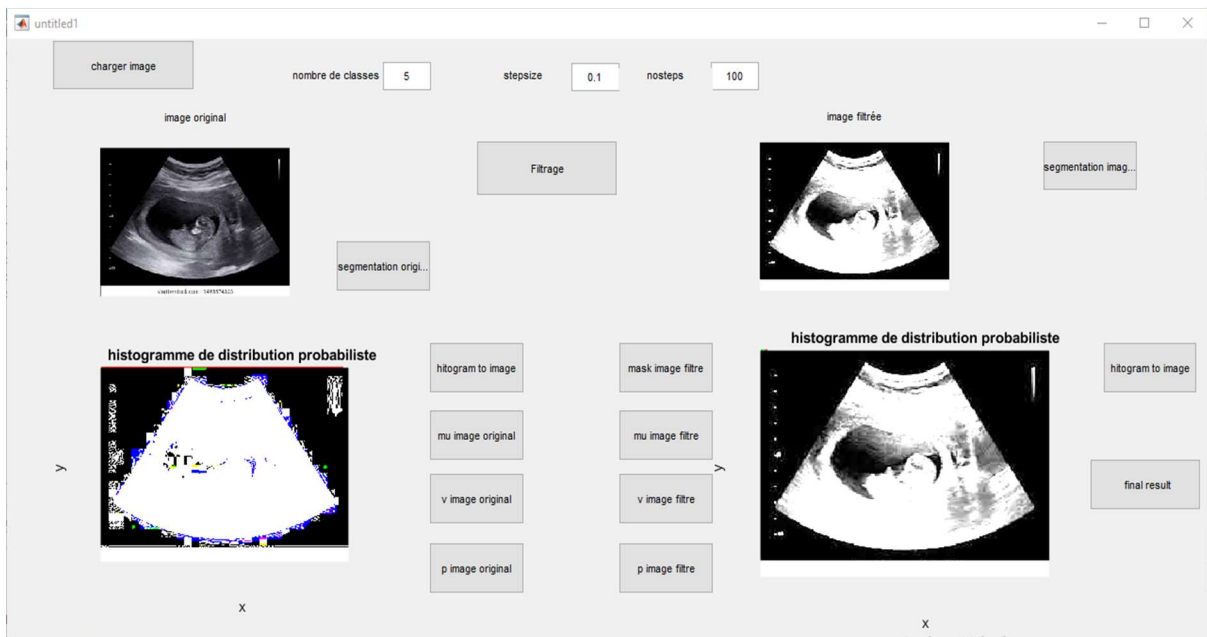 untitled1
charger image
nombre de classes 5 stepsize 0.1 nosteps 100
image original
image filtrée
Filtrage
segmentation imag...
segmentation origi...
histogramme de distribution probabiliste
histogramme de distribution probabiliste
hitogram to image
mask image filtre
hitogram to image
mu image original
mu image filtre
y
y
v image original
v image filtre
final result
p image original
p image filtre
x
x